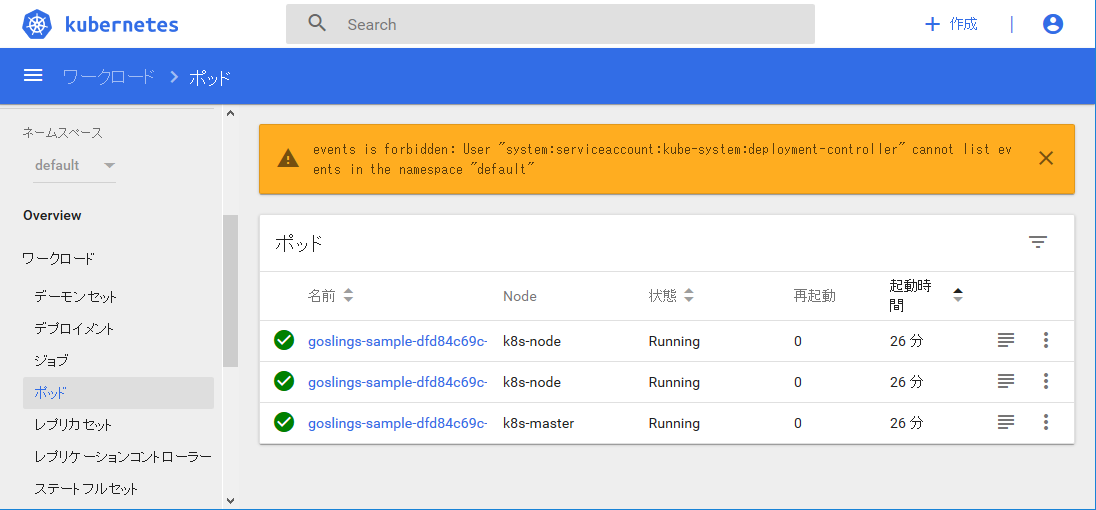 kubernetes
Search
作成
ワークロード
ポッド
ネームスペース
default
Overview
ワークロード
デーモンセット
デプロイメント
ジョブ
ポッド
レプリカセット
レプリケーションコントローラー
ステートフルセット
events is forbidden: User "system:serviceaccount:kube-system:deployment-controller" cannot list ev
ents in the namespace "default"
ポッド
名前 Node 状態 再起動 起動時
間
goslings-sample-dfd84c69c- k8s-node Running 0 26 分
goslings-sample-dfd84c69c- k8s-node Running 0 26 分
goslings-sample-dfd84c69c- k8s-master Running 0 26 分